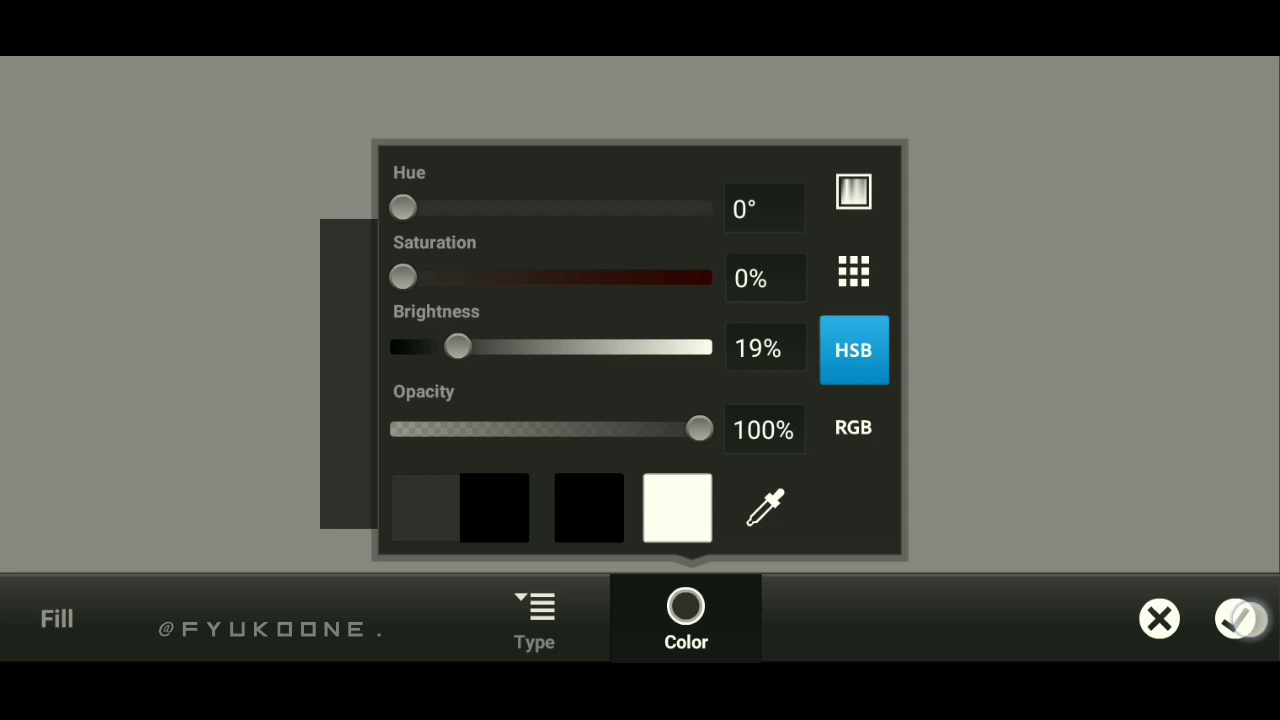 Hue
0°
Saturation
0%
Brightness
19%
HSB
Opacity
100%
RGB
Fill
@FYUKOONE.
Type
Color